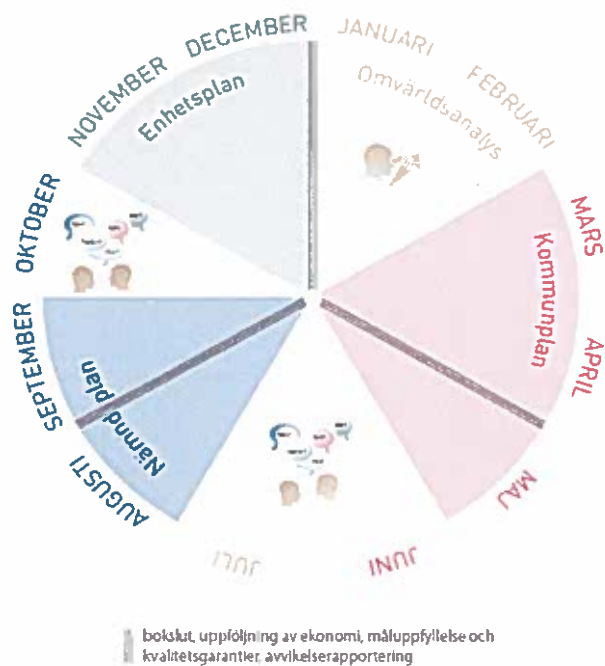 JANUARI
FEBRUARI
Omvärldsanalys
MARS
APRIL
MAJ
Kommunplan
JUNI
JULI
AUGUSTI
SEPTEMBER
Nämndplan
OKTOBER
NOVEMBER
DECEMBER
Enhetsplan
bokslut, uppföljning av ekonomi, måluppfyllelse och
kvalitetsgarantier, avvikelserapportering